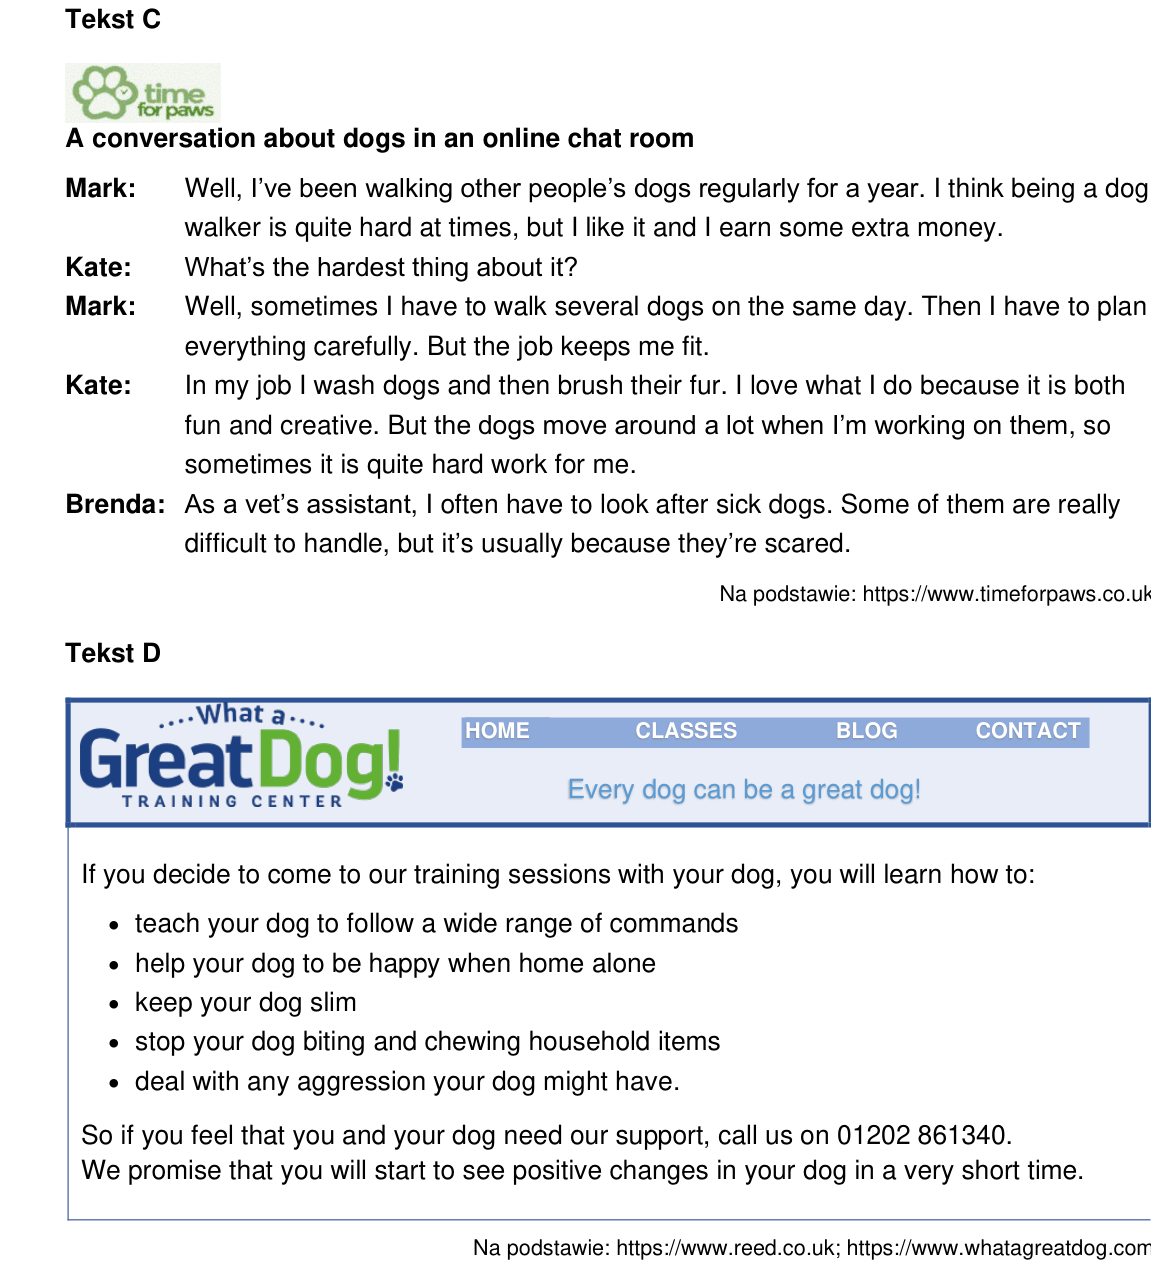 Tekst C
time
for paws
A conversation about dogs in an online chat room
Mark: Well, I've been walking other people's dogs regularly for a year. I think being a dog
walker is quite hard at times, but I like it and I earn some extra money.
Kate: What's the hardest thing about it?
Mark: Well, sometimes I have to walk several dogs on the same day. Then I have to plan
everything carefully. But the job keeps me fit.
Kate: In my job I wash dogs and then brush their fur. I love what I do because it is both
fun and creative. But the dogs move around a lot when I'm working on them, so
sometimes it is quite hard work for me.
Brenda: As a vet's assistant, I often have to look after sick dogs. Some of them are really
difficult to handle, but it's usually because they're scared.
Na podstawie: https://www.timeforpaws.co.uk
Tekst D
....What a....
GreatDog!
TRAINING CENTER
HOME CLASSES BLOG CONTACT
Every dog can be a great dog!
If you decide to come to our training sessions with your dog, you will learn how to:
• teach your dog to follow a wide range of commands
• help your dog to be happy when home alone
• keep your dog slim
• stop your dog biting and chewing household items
• deal with any aggression your dog might have.
So if you feel that you and your dog need our support, call us on 01202 861340.
We promise that you will start to see positive changes in your dog in a very short time.
Na podstawie: https://www.reed.co.uk; https://www.whatagreatdog.com